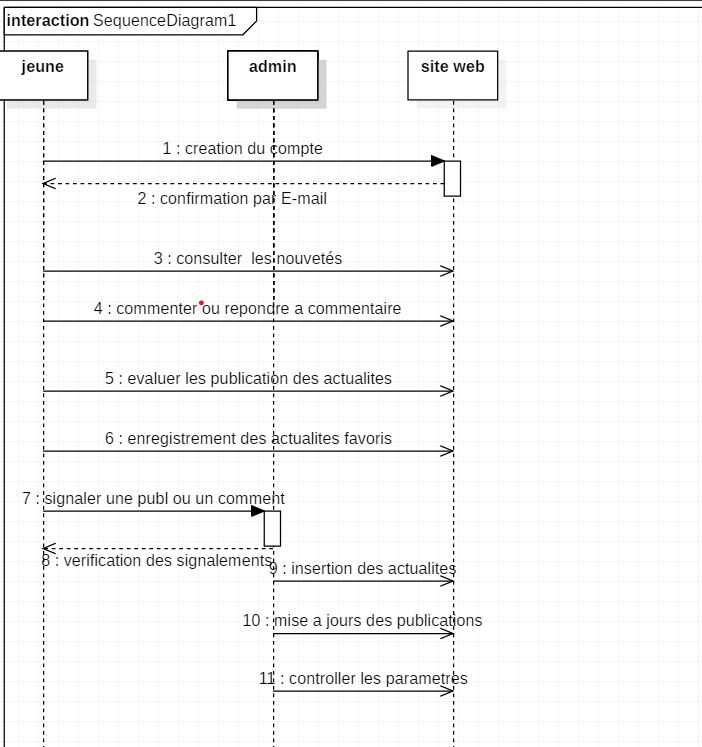 interaction SequenceDiagram1
jeune
admin
site web
1 : creation du compte
2 : confirmation par E-mail
3 : consulter  les nouvetés
4 : commenter ou repondre a commentaire
5 : evaluer les publication des actualites
6 : enregistrement des actualites favoris
7 : signaler une publ ou un comment
8 : verification des signalements
9 : insertion des actualites
10 : mise a jours des publications
11 : controller les parametres